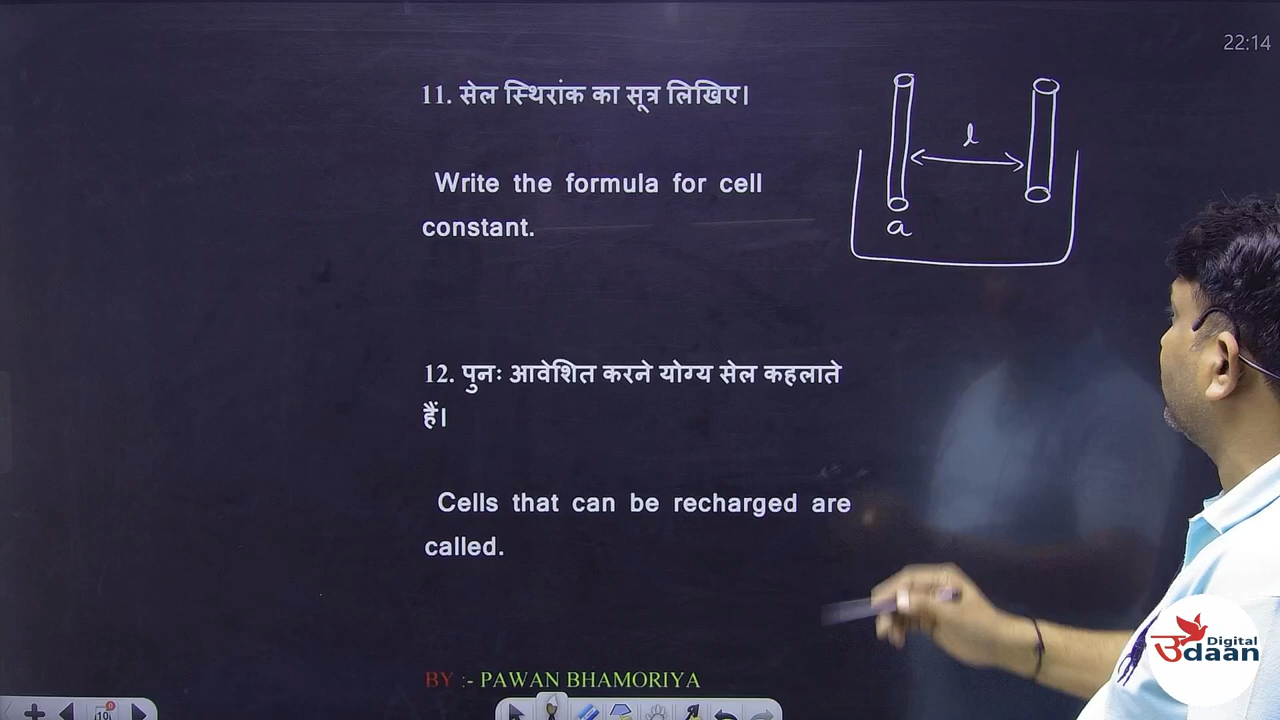 22:14
11. सेल स्थिरांक का सूत्र लिखिए।
l
Write the formula for cell
constant.
a
12. पुनः आवेशित करने योग्य सेल कहलाते
हैं।
Cells that can be recharged are
called.
BY :- PAWAN BHAMORIYA
19
Digital
उdaan